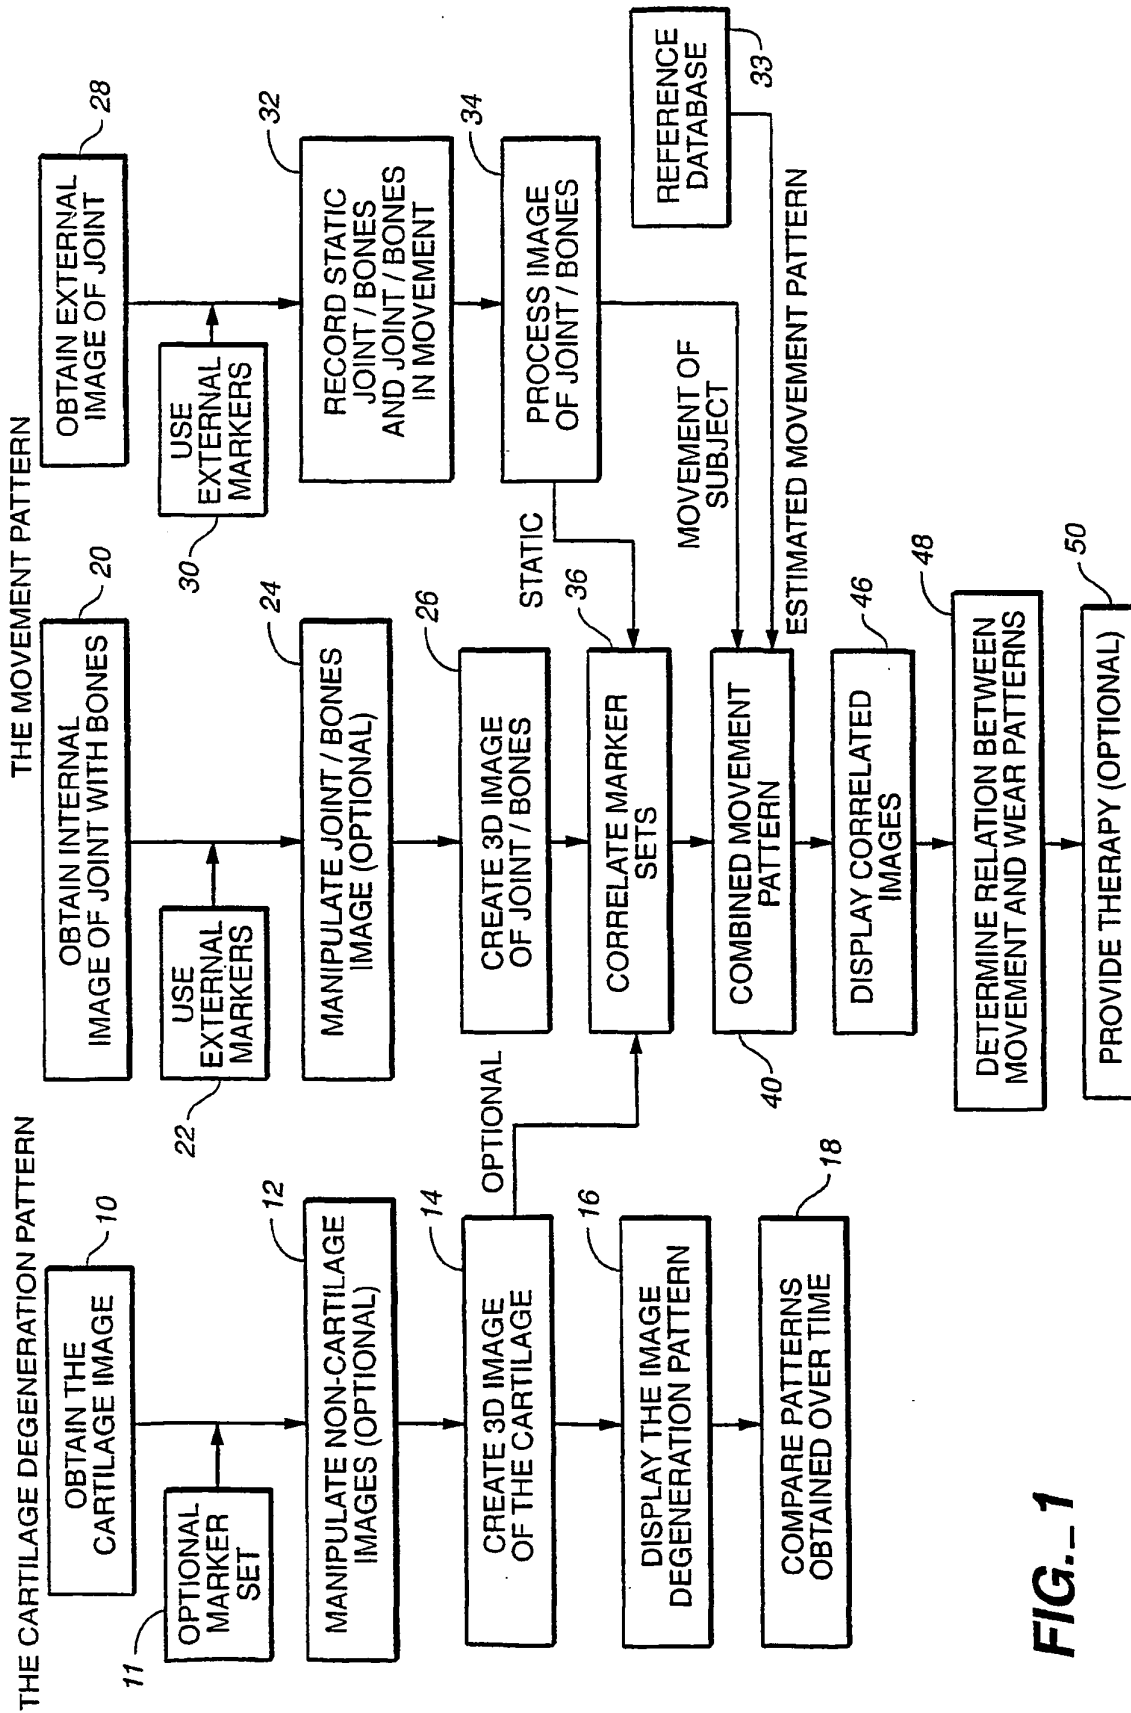 THE CARTILAGE DEGENERATION PATTERN
10
OBTAIN THE
CARTILAGE IMAGE
OPTIONAL
MARKER
SET
11
12
MANIPULATE NON-CARTILAGE
IMAGES (OPTIONAL)
14
CREATE 3D IMAGE
OF THE CARTILAGE
OPTIONAL
16
DISPLAY THE IMAGE
DEGENERATION PATTERN
18
COMPARE PATTERNS
OBTAINED OVER TIME
THE MOVEMENT PATTERN
20
OBTAIN INTERNAL
IMAGE OF JOINT WITH BONES
USE
EXTERNAL
MARKERS
22
24
MANIPULATE JOINT / BONES
IMAGE (OPTIONAL)
26
CREATE 3D IMAGE
OF JOINT / BONES
STATIC
36
CORRELATE MARKER
SETS
COMBINED MOVEMENT
PATTERN
40
46
DISPLAY CORRELATED
IMAGES
48
DETERMINE RELATION BETWEEN
MOVEMENT AND WEAR PATTERNS
50
PROVIDE THERAPY (OPTIONAL)
28
OBTAIN EXTERNAL
IMAGE OF JOINT
USE
EXTERNAL
MARKERS
30
32
RECORD STATIC
JOINT / BONES
AND JOINT / BONES
IN MOVEMENT
34
PROCESS IMAGE
OF JOINT / BONES
MOVEMENT OF
SUBJECT
REFERENCE
DATABASE
33
ESTIMATED MOVEMENT PATTERN
FIG._1